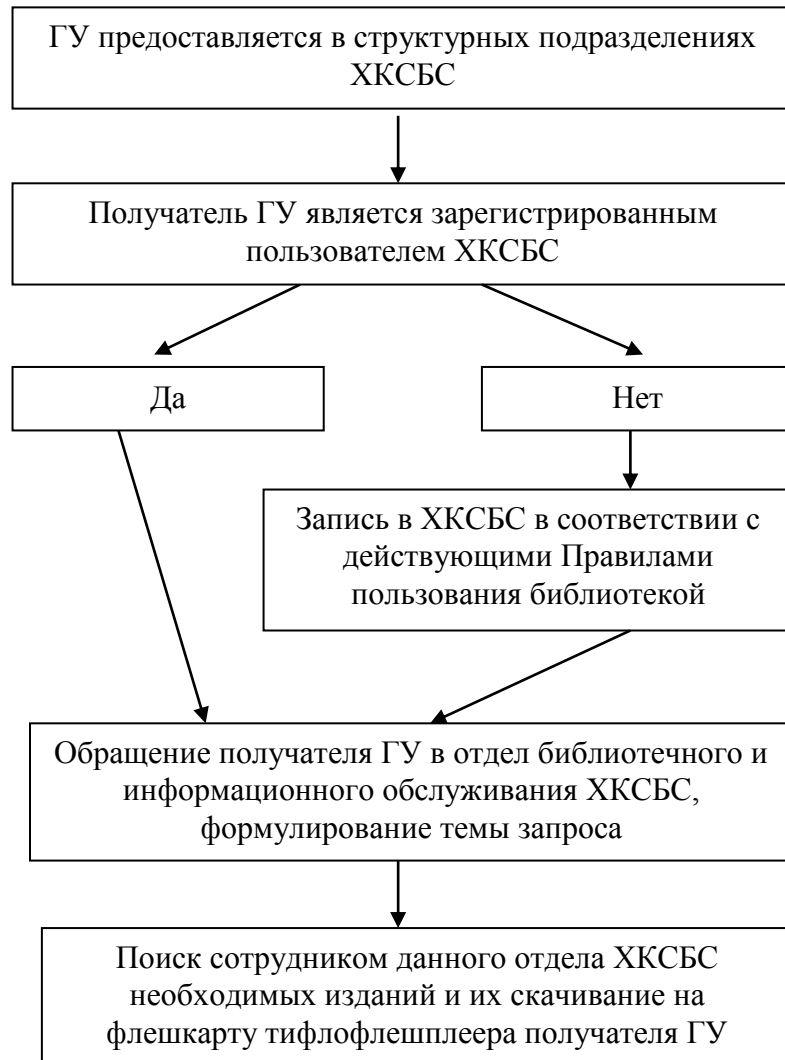 ГУ предоставляется в структурных подразделениях
ХКСБС
Получатель ГУ является зарегистрированным
пользователем ХКСБС
Да
Нет
Запись в ХКСБС в соответствии с
действующими Правилами
пользования библиотекой
Обращение получателя ГУ в отдел библиотечного и
информационного обслуживания ХКСБС,
формулирование темы запроса
Поиск сотрудником данного отдела ХКСБС
необходимых изданий и их скачивание на
флешкарту тифлофлешплеера получателя ГУ